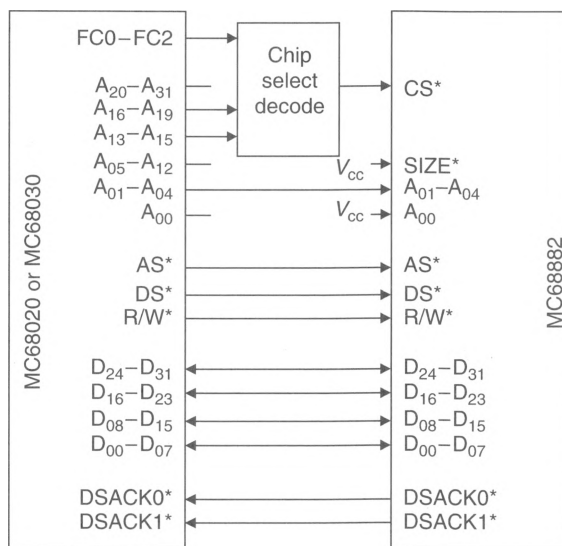 FC0–FC2
Chip
select
decode
A20–A31
A16–A19
A13–A15
A05–A12
A01–A04
A00
CS*
Vcc
SIZE*
A01–A04
Vcc
A00
AS*
AS*
DS*
DS*
R/W*
R/W*
D24–D31
D24–D31
D16–D23
D16–D23
D08–D15
D08–D15
D00–D07
D00–D07
DSACK0*
DSACK0*
DSACK1*
DSACK1*
MC68020 or MC68030
MC68882